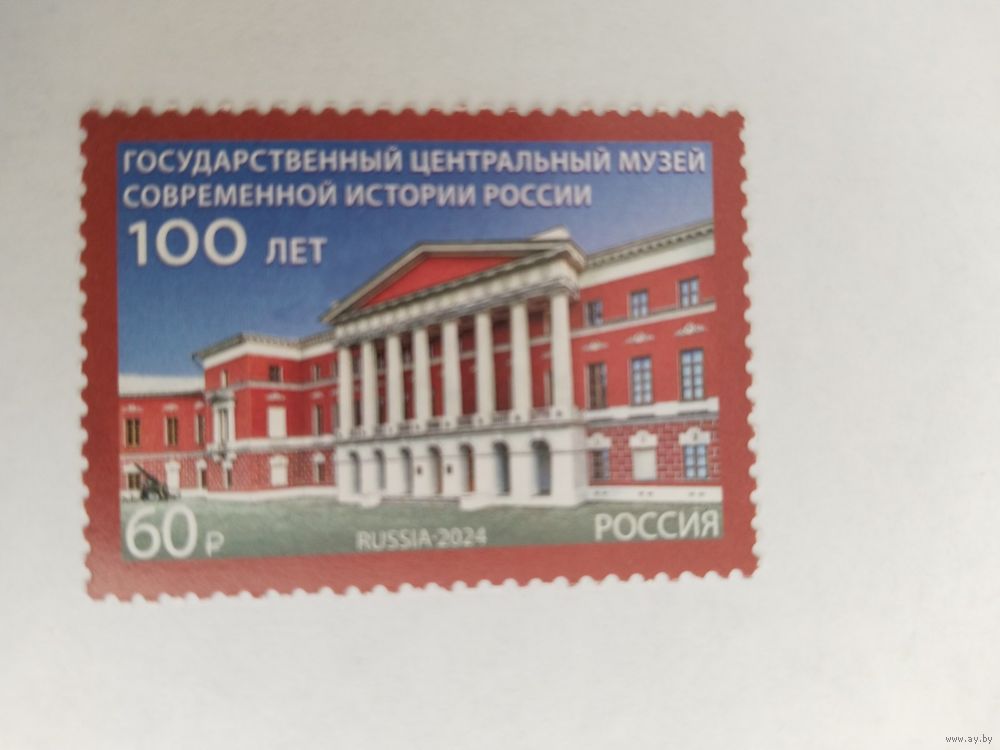 ГОСУДАРСТВЕННЫЙ ЦЕНТРАЛЬНЫЙ МУЗЕЙ
СОВРЕМЕННОЙ ИСТОРИИ РОССИИ
100 ЛЕТ
60 ₽
RUSSIA·2024
РОССИЯ
www.ay.by